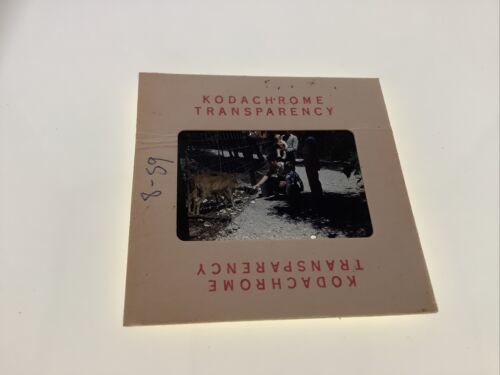 KODACHROME
TRANSPARENCY
8-59
KODACHROME
TRANSPARENCY